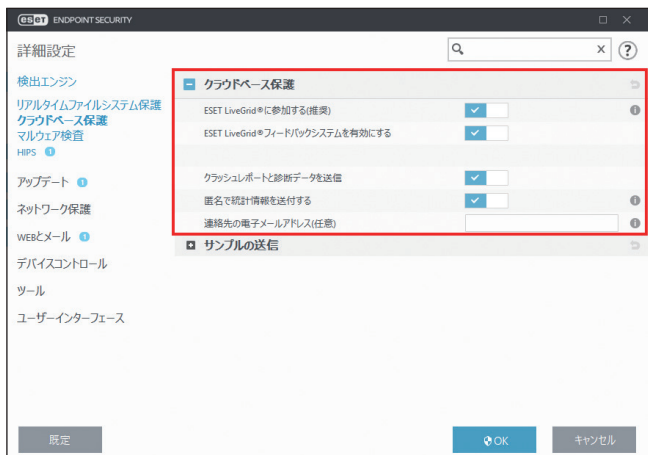 eset ENDPOINT SECURITY
詳細設定
検出エンジン
リアルタイムファイルシステム保護
クラウドベース保護
マルウェア検査
HIPS 1
アップデート 1
ネットワーク保護
WEBとメール 1
デバイスコントロール
ツール
ユーザーインターフェース
クラウドベース保護
ESET LiveGrid®に参加する(推奨)
ESET LiveGrid®フィードバックシステムを有効にする
クラッシュレポートと診断データを送信
匿名で統計情報を送付する
連絡先の電子メールアドレス(任意)
サンプルの送信
既定
OK
キャンセル